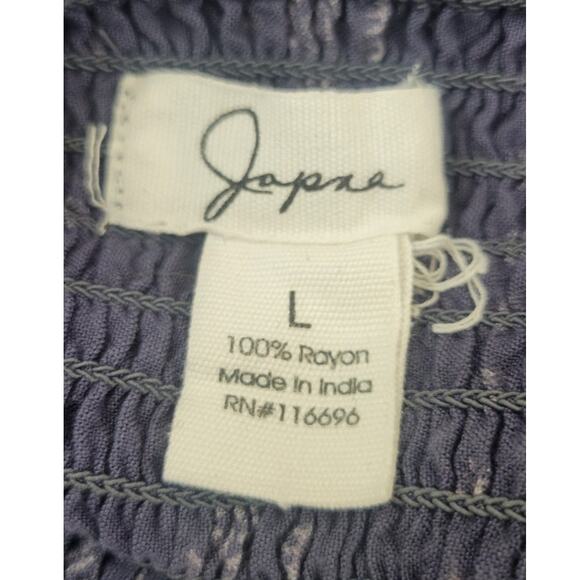 Japna
L
100% Rayon
Made in India
RN#116696